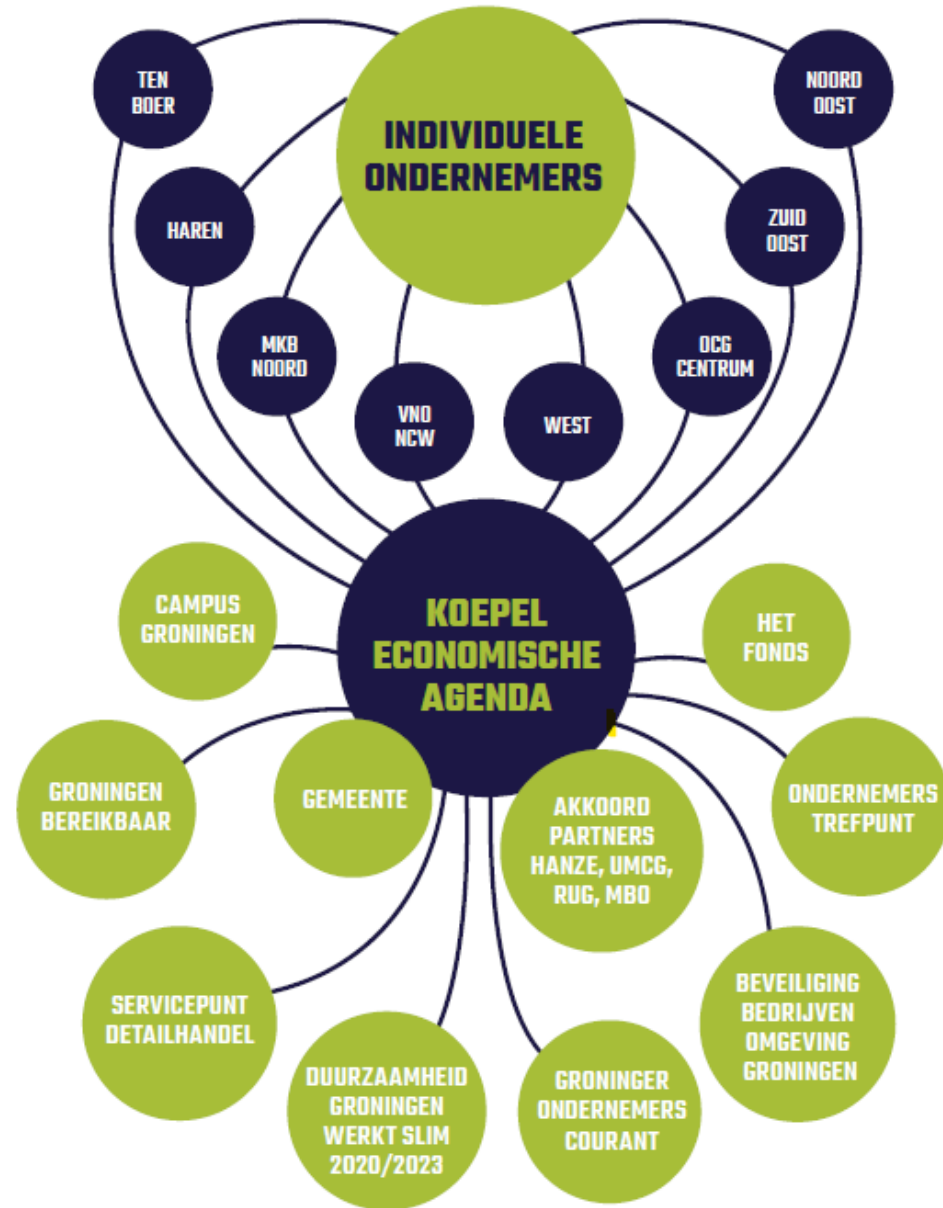 TEN
BOER
NOORD
OOST
INDIVIDUELE
ONDERNEMERS
HAREN
ZUID
OOST
MKB
NOORD
OCG
CENTRUM
VNO
NCW
WEST
KOEPEL
ECONOMISCHE
AGENDA
CAMPUS
GRONINGEN
HET
FONDS
GRONINGEN
BEREIKBAAR
GEMEENTE
AKKOORD
PARTNERS
HANZE, UMCG,
RUG, MBO
ONDERNEMERS
TREFPUNT
SERVICEPUNT
DETAILHANDEL
BEVEILIGING
BEDRIJVEN
OMGEVING
GRONINGEN
DUURZAAMHEID
GRONINGEN
WERKT SLIM
2020/2023
GRONINGER
ONDERNEMERS
COURANT